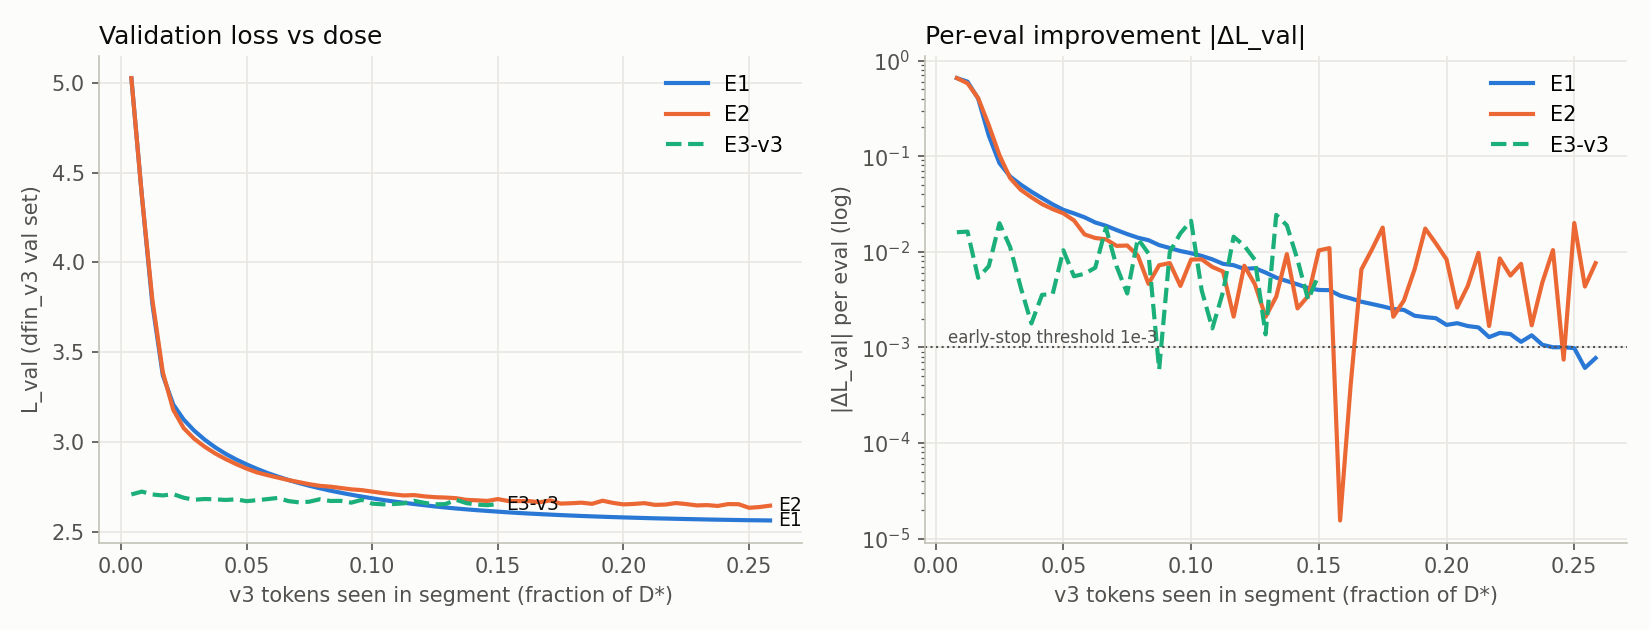 Validation loss vs dose
5.0
4.5
4.0
3.5
3.0
2.5
L_val (dfin_v3 val set)
E1
E2
E3-v3
E3-v3
E2
E1
0.00 0.05 0.10 0.15 0.20 0.25
v3 tokens seen in segment (fraction of D*)
Per-eval improvement |ΔL_val|
10⁰
10⁻¹
10⁻²
10⁻³
10⁻⁴
10⁻⁵
|ΔL_val| per eval (log)
E1
E2
E3-v3
early-stop threshold 1e-3
0.00 0.05 0.10 0.15 0.20 0.25
v3 tokens seen in segment (fraction of D*)